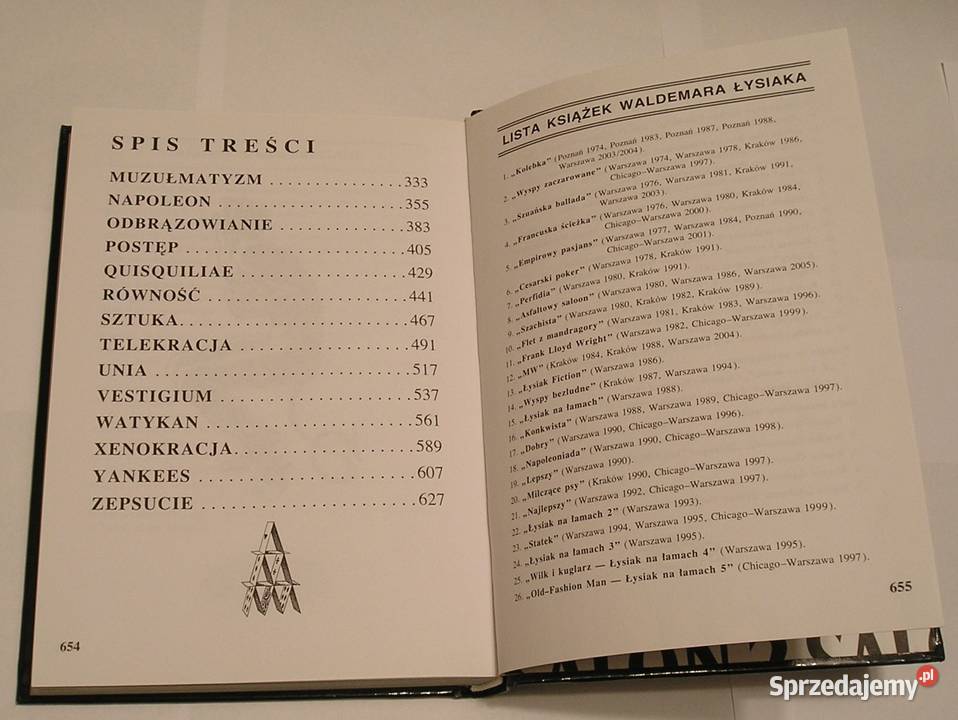 SPIS TREŚCI
MUZUŁMATYZM ...............333
NAPOLEON .....................355
ODBRĄZOWIANIE ..............383
POSTĘP ........................405
QUISQUILIAE ..................429
RÓWNOŚĆ ......................441
SZTUKA.........................467
TELEKRACJA ..................491
UNIA ...........................517
VESTIGIUM ....................537
WATYKAN ......................561
XENOKRACJA...................589
YANKEES ......................607
ZEPSUCIE ......................627
654
LISTA KSIĄŻEK WALDEMARA ŁYSIAKA
1. „Kolebka” (Poznań 1974, Poznań 1983, Poznań 1987, Poznań 1988,
Warszawa 2003/2004).
2. „Wyspy zaczarowane” (Warszawa 1974, Warszawa 1978, Kraków 1986,
Chicago–Warszawa 1997).
3. „Szuańska ballada” (Warszawa 1976, Warszawa 1981, Kraków 1991,
Warszawa 2003).
4. „Francuska ścieżka” (Warszawa 1976, Warszawa 1980, Kraków 1984,
Chicago–Warszawa 2000).
5. „Empirowy pasjans” (Warszawa 1977, Warszawa 1984, Poznań 1990,
Chicago–Warszawa 2001).
6. „Cesarski poker” (Warszawa 1978, Kraków 1991).
7. „Perfidia” (Warszawa 1980, Kraków 1991).
8. „Asfaltowy saloon” (Warszawa 1980, Warszawa 1986, Warszawa 2005).
9. „Szachista” (Warszawa 1980, Kraków 1982, Kraków 1989).
10. „Flet z mandragory” (Warszawa 1981, Kraków 1983, Warszawa 1996).
11. „Frank Lloyd Wright” (Warszawa 1982, Chicago–Warszawa 1999).
12. „MW” (Kraków 1984, Kraków 1988, Warszawa 2004).
13. „Łysiak Fiction” (Warszawa 1986).
14. „Wyspy bezludne” (Kraków 1987, Warszawa 1994).
15. „Łysiak na łamach” (Warszawa 1988).
16. „Konkwista” (Warszawa 1988, Warszawa 1989, Chicago–Warszawa 1997).
17. „Dobry” (Warszawa 1990, Chicago–Warszawa 1996).
18. „Napoleoniada” (Warszawa 1990, Chicago–Warszawa 1998).
19. „Lepszy” (Warszawa 1990).
20. „Milczące psy” (Kraków 1990, Chicago–Warszawa 1997).
21. „Najlepszy” (Warszawa 1992, Chicago–Warszawa 1997).
22. „Łysiak na łamach 2” (Warszawa 1993).
23. „Statek” (Warszawa 1994, Warszawa 1995, Chicago–Warszawa 1999).
24. „Łysiak na łamach 3” (Warszawa 1995).
25. „Wilk i kuglarz — Łysiak na łamach 4” (Warszawa 1995).
26. „Old–Fashion Man — Łysiak na łamach 5” (Chicago–Warszawa 1997).
655
Sprzedajemy.pl